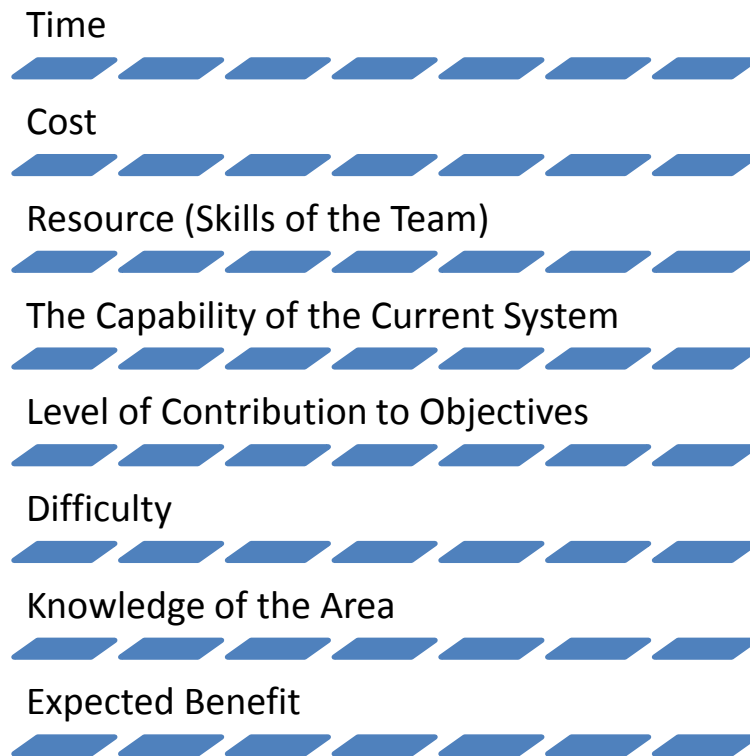 Time
Cost
Resource (Skills of the Team)
The Capability of the Current System
Level of Contribution to Objectives
Difficulty
Knowledge of the Area
Expected Benefit